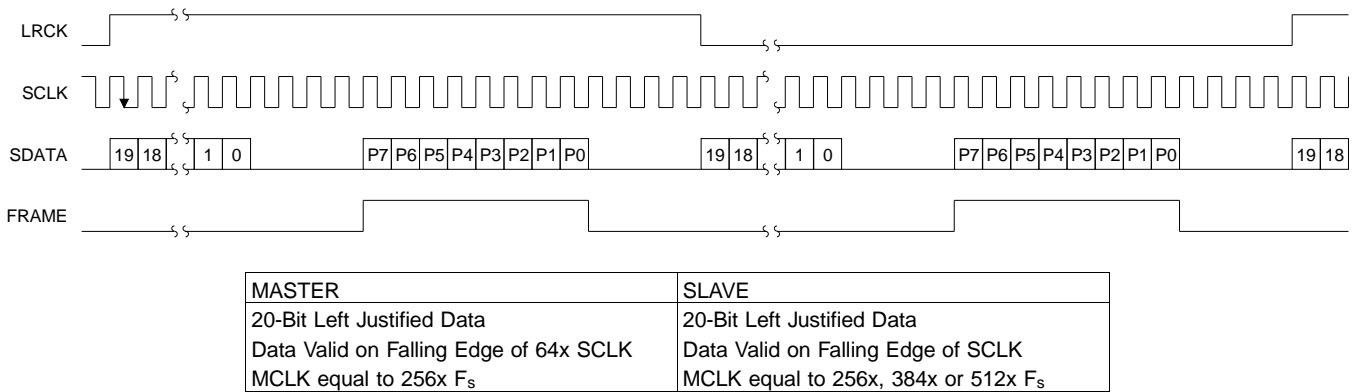 LRCK
SCLK
SDATA 19 18 1 0 P7 P6 P5 P4 P3 P2 P1 P0 19 18 1 0 P7 P6 P5 P4 P3 P2 P1 P0 19 18
FRAME
MASTER SLAVE
20-Bit Left Justified Data 20-Bit Left Justified Data
Data Valid on Falling Edge of 64x SCLK Data Valid on Falling Edge of SCLK
MCLK equal to 256x Fs MCLK equal to 256x, 384x or 512x Fs